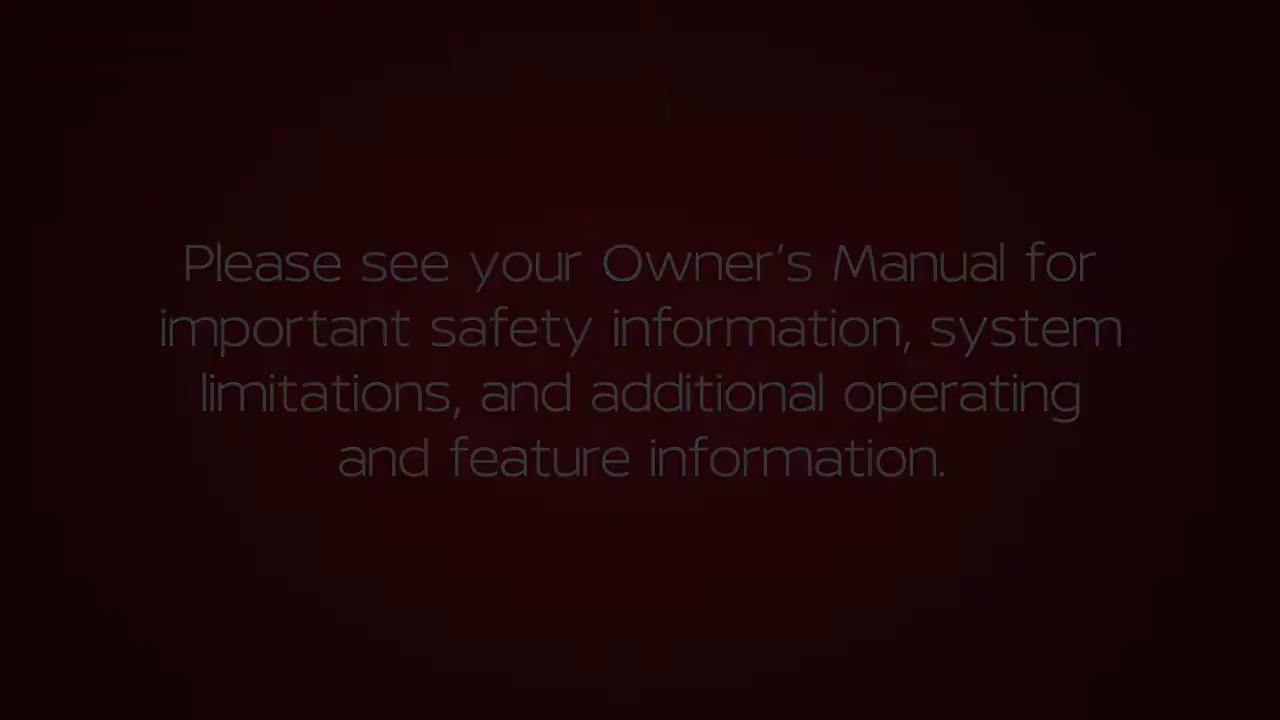 Please see your Owner’s Manual for
important safety information, system
limitations, and additional operating
and feature information.